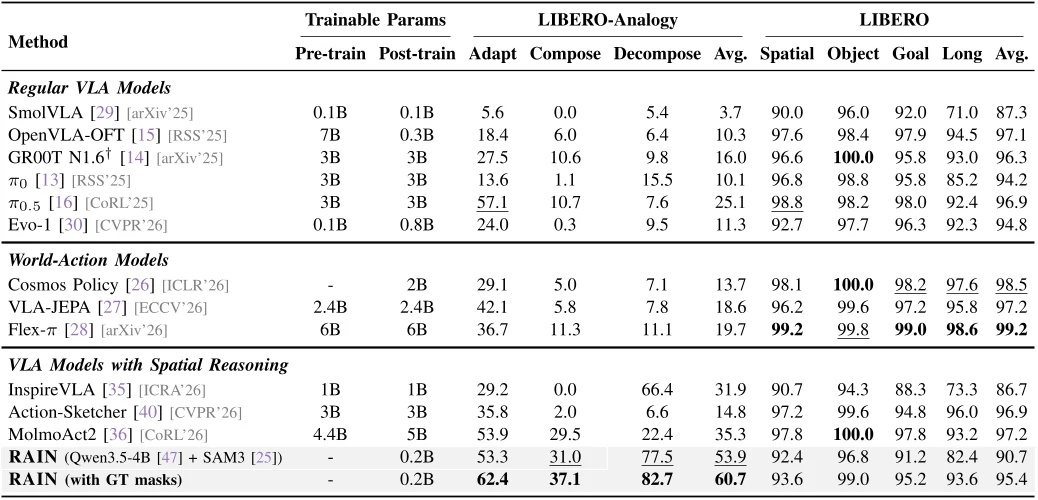 Method Trainable Params LIBERO-Analogy LIBERO
Pre-train Post-train Adapt Compose Decompose Avg. Spatial Object Goal Long Avg.
Regular VLA Models
SmolVLA [29] [arXiv'25] 0.1B 0.1B 5.6 0.0 5.4 3.7 90.0 96.0 92.0 71.0 87.3
OpenVLA-OFT [15] [RSS'25] 7B 0.3B 18.4 6.0 6.4 10.3 97.6 98.4 97.9 94.5 97.1
GR00T N1.6† [14] [arXiv'25] 3B 3B 27.5 10.6 9.8 16.0 96.6 100.0 95.8 93.0 96.3
π0 [13] [RSS'25] 3B 3B 13.6 1.1 15.5 10.1 96.8 98.8 95.8 85.2 94.2
π0.5 [16] [CoRL'25] 3B 3B 57.1 10.7 7.6 25.1 98.8 98.2 98.0 92.4 96.9
Evo-1 [30] [CVPR'26] 0.1B 0.8B 24.0 0.3 9.5 11.3 92.7 97.7 96.3 92.3 94.8
World-Action Models
Cosmos Policy [26] [ICLR'26] - 2B 29.1 5.0 7.1 13.7 98.1 100.0 98.2 97.6 98.5
VLA-JEPA [27] [ECCV'26] 2.4B 2.4B 42.1 5.8 7.8 18.6 96.2 99.6 97.2 95.8 97.2
Flex-π [28] [arXiv'26] 6B 6B 36.7 11.3 11.1 19.7 99.2 99.8 99.0 98.6 99.2
VLA Models with Spatial Reasoning
InspireVLA [35] [ICRA'26] 1B 1B 29.2 0.0 66.4 31.9 90.7 94.3 88.3 73.3 86.7
Action-Sketcher [40] [CVPR'26] 3B 3B 35.8 2.0 6.6 14.8 97.2 99.6 94.8 96.0 96.9
MolmoAct2 [36] [CoRL'26] 4.4B 5B 53.9 29.5 22.4 35.3 97.8 100.0 97.8 93.2 97.2
RAIN (Qwen3.5-4B [47] + SAM3 [25]) - 0.2B 53.3 31.0 77.5 53.9 92.4 96.8 91.2 82.4 90.7
RAIN (with GT masks) - 0.2B 62.4 37.1 82.7 60.7 93.6 99.0 95.2 93.6 95.4